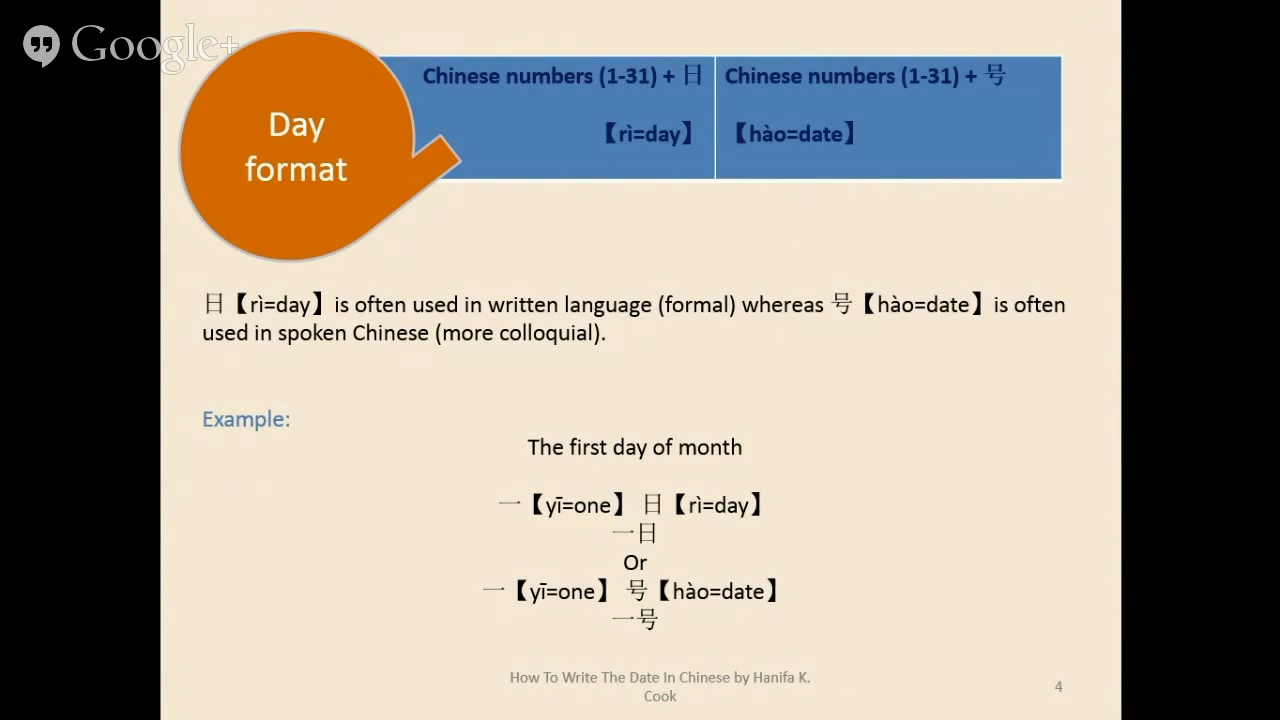 Google+
Day
format
Chinese numbers (1-31) + 日
【rì=day】
Chinese numbers (1-31) + 号
【hào=date】
日【rì=day】is often used in written language (formal) whereas 号【hào=date】is often
used in spoken Chinese (more colloquial).
Example:
The first day of month
一【yī=one】 日【rì=day】
一日
Or
一【yī=one】 号【hào=date】
一号
How To Write The Date In Chinese by Hanifa K.
Cook
4